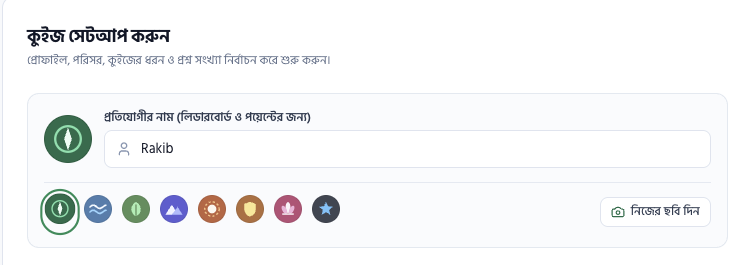 কুইজ সেটআপ করুন
প্রোফাইল, পরিসর, কুইজের ধরন ও প্রশ্ন সংখ্যা নির্বাচন করে শুরু করুন।
প্রতিযোগীর নাম (লিডারবোর্ড ও পয়েন্টের জন্য)
Rakib
নিজের ছবি দিন